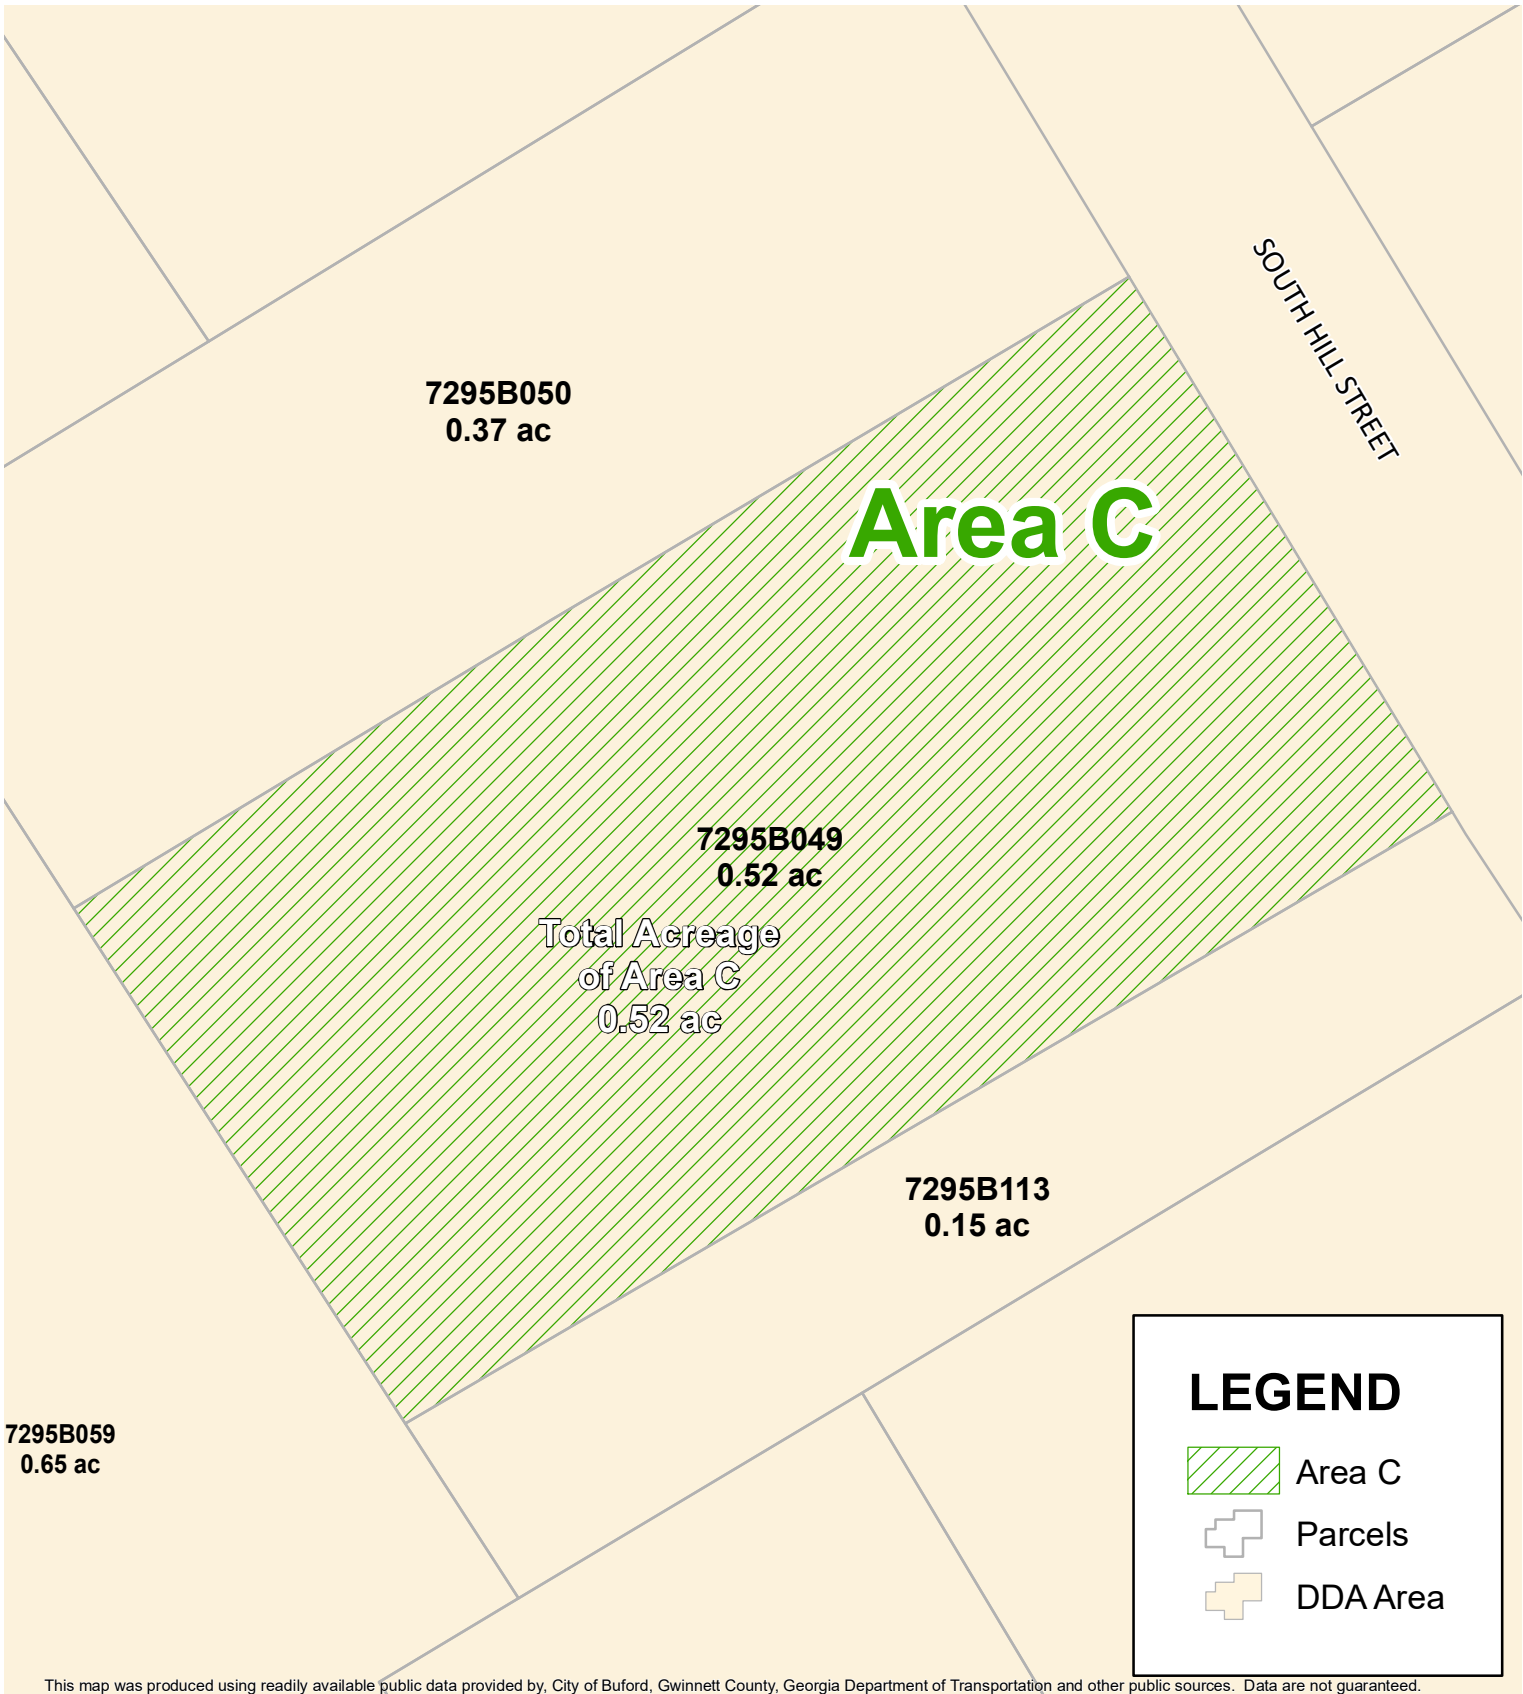 SOUTH HILL STREET
7295B050
0.37 ac
Area C
7295B049
0.52 ac
Total Acreage
of Area C
0.52 ac
7295B113
0.15 ac
7295B059
0.65 ac
LEGEND
Area C
Parcels
DDA Area
This map was produced using readily available public data provided by, City of Buford, Gwinnett County, Georgia Department of Transportation and other public sources. Data are not guaranteed.